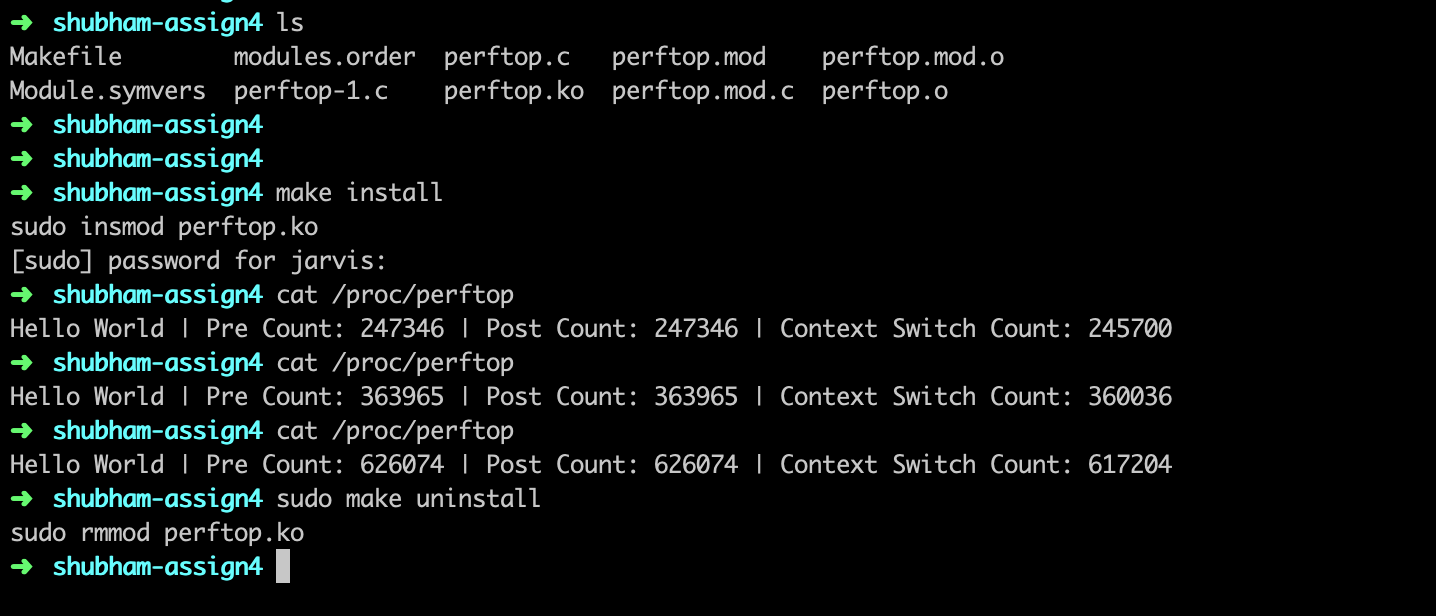 ➜ shubham-assign4 ls
Makefile modules.order perftop.c perftop.mod perftop.mod.o
Module.symvers perftop-1.c perftop.ko perftop.mod.c perftop.o
➜ shubham-assign4
➜ shubham-assign4
➜ shubham-assign4 make install
sudo insmod perftop.ko
[sudo] password for jarvis:
➜ shubham-assign4 cat /proc/perftop
Hello World | Pre Count: 247346 | Post Count: 247346 | Context Switch Count: 245700
➜ shubham-assign4 cat /proc/perftop
Hello World | Pre Count: 363965 | Post Count: 363965 | Context Switch Count: 360036
➜ shubham-assign4 cat /proc/perftop
Hello World | Pre Count: 626074 | Post Count: 626074 | Context Switch Count: 617204
➜ shubham-assign4 sudo make uninstall
sudo rmmod perftop.ko
➜ shubham-assign4